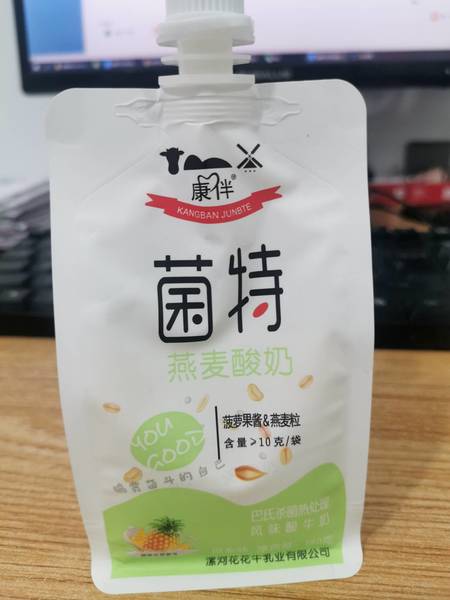 康伴®
KANGBAN JUNBTE
菌特
燕麦酸奶
菠萝果酱&燕麦粒
含量≥10克/袋
YOU
GOOD
巴氏杀菌热处理
风味酸牛奶
漯河花花牛乳业有限公司